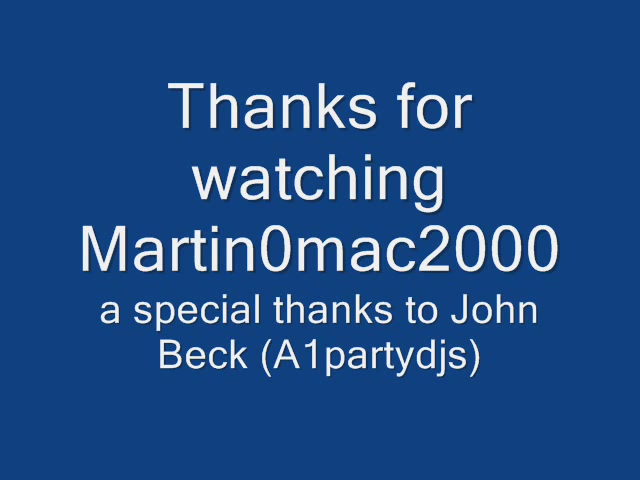 Thanks for
watching
Martin0mac2000
a special thanks to John
Beck (A1partydjs)